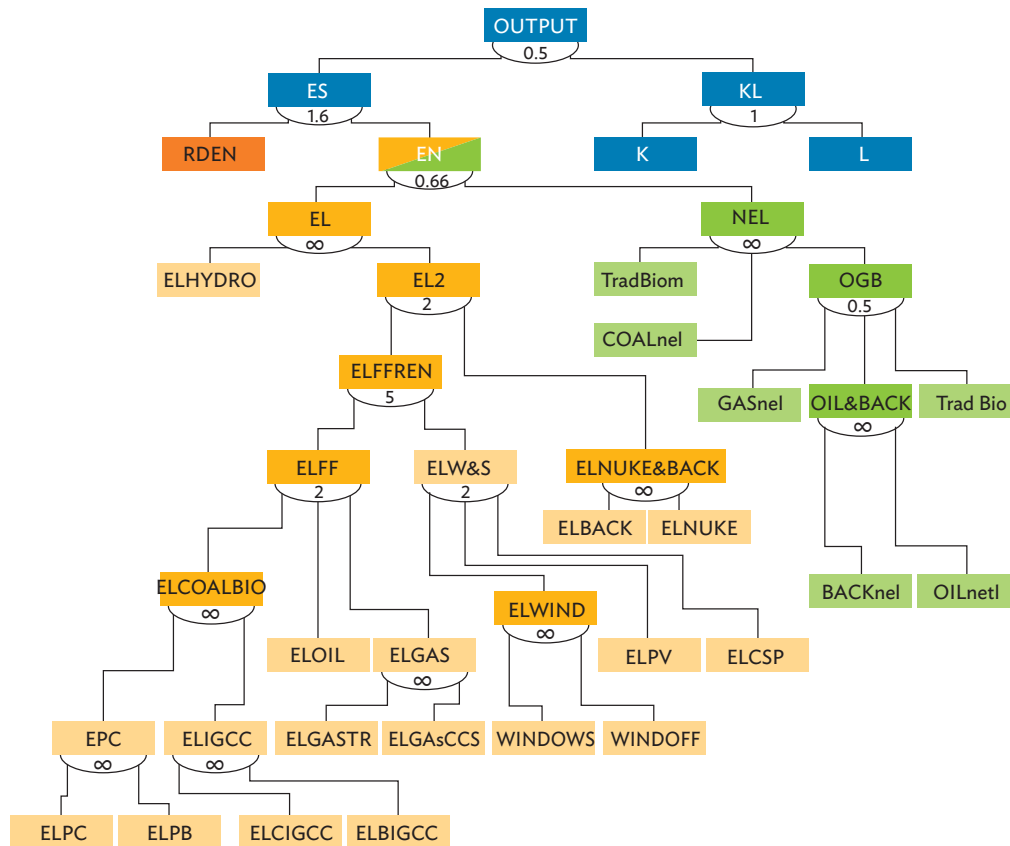 OUTPUT
0.5
ES
KL
1.6
1
RDEN
EN
K
L
0.66
EL
NEL
∞
∞
ELHYDRO
EL2
TradBiom
OGB
2
0.5
COALnel
ELFFREN
5
GASnel
OIL&BACK
Trad Bio
∞
ELFF
ELW&S
ELNUKE&BACK
2
2
∞
ELBACK
ELNUKE
ELCOALBIO
BACKnel
OILnetl
∞
ELWIND
∞
ELOIL
ELGAS
ELPV
ELCSP
∞
EPC
ELIGCC
ELGASTR
ELGAsCCS
WINDOWS
WINDOFF
∞
∞
ELPC
ELPB
ELCIGCC
ELBIGCC